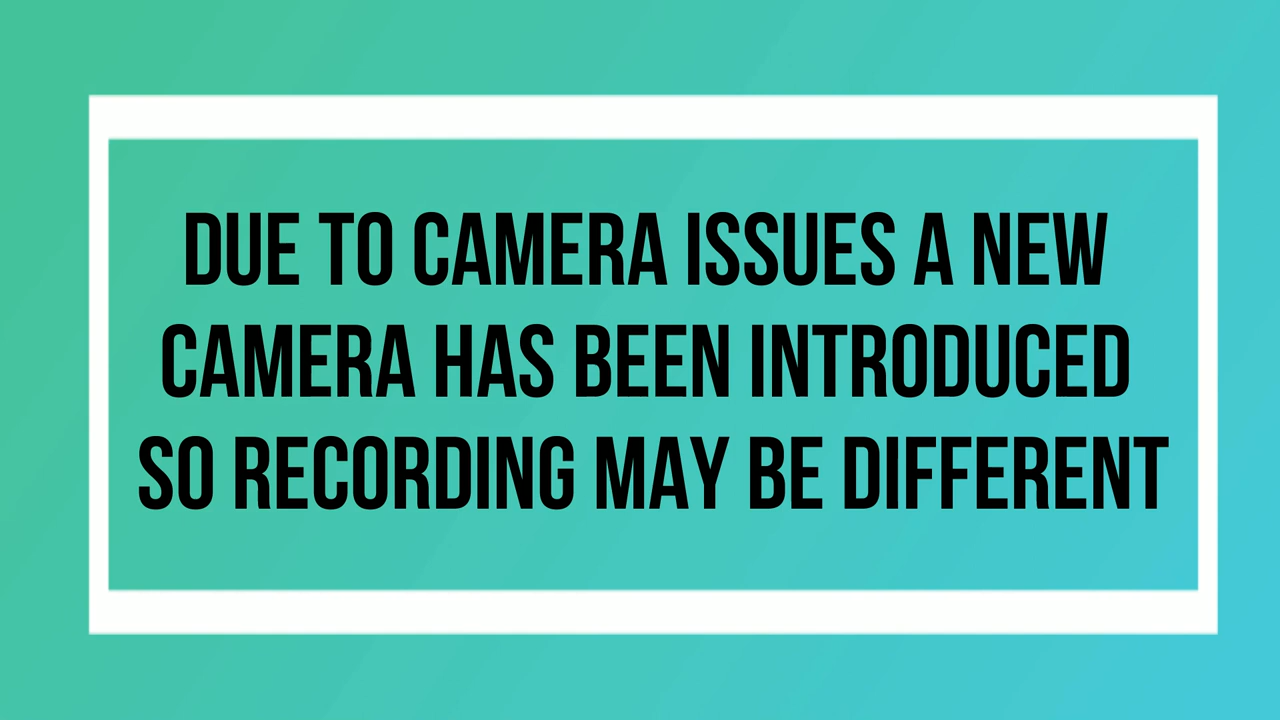 DUE TO CAMERA ISSUES A NEW
CAMERA HAS BEEN INTRODUCED
SO RECORDING MAY BE DIFFERENT